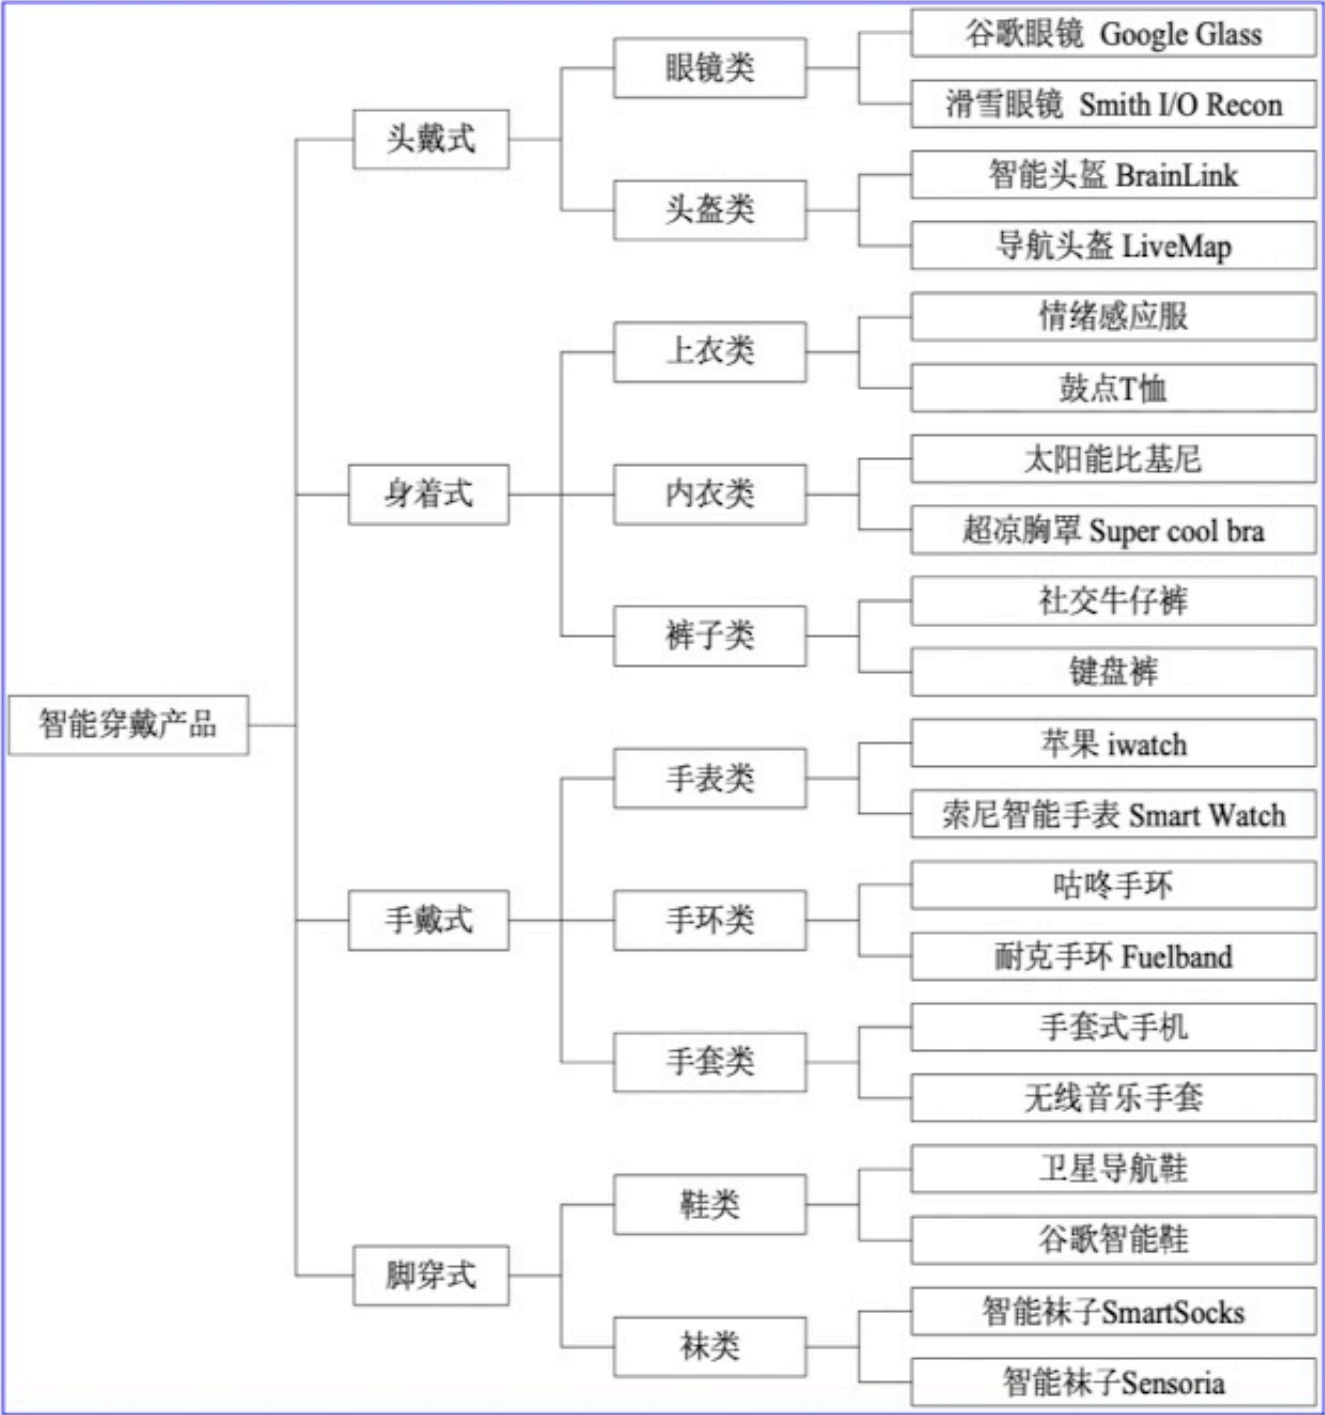 智能穿戴产品
头戴式
眼镜类
谷歌眼镜 Google Glass
滑雪眼镜 Smith I/O Recon
头盔类
智能头盔 BrainLink
导航头盔 LiveMap
身着式
上衣类
情绪感应服
鼓点T恤
内衣类
太阳能比基尼
超凉胸罩 Super cool bra
裤子类
社交牛仔裤
键盘裤
手戴式
手表类
苹果 iwatch
索尼智能手表 Smart Watch
手环类
咕咚手环
耐克手环 Fuelband
手套类
手套式手机
无线音乐手套
脚穿式
鞋类
卫星导航鞋
谷歌智能鞋
袜类
智能袜子SmartSocks
智能袜子Sensoria